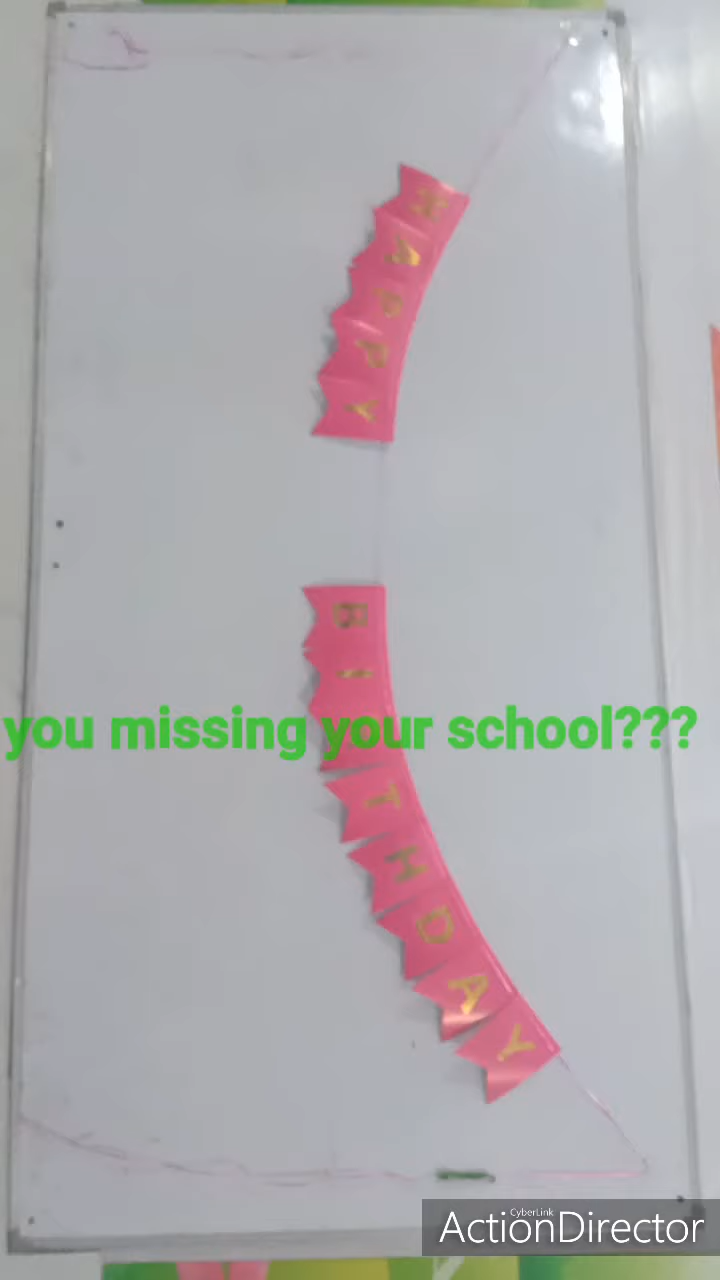 HAPPY
BIRTHDAY
you missing your school???
CyberLink
ActionDirector